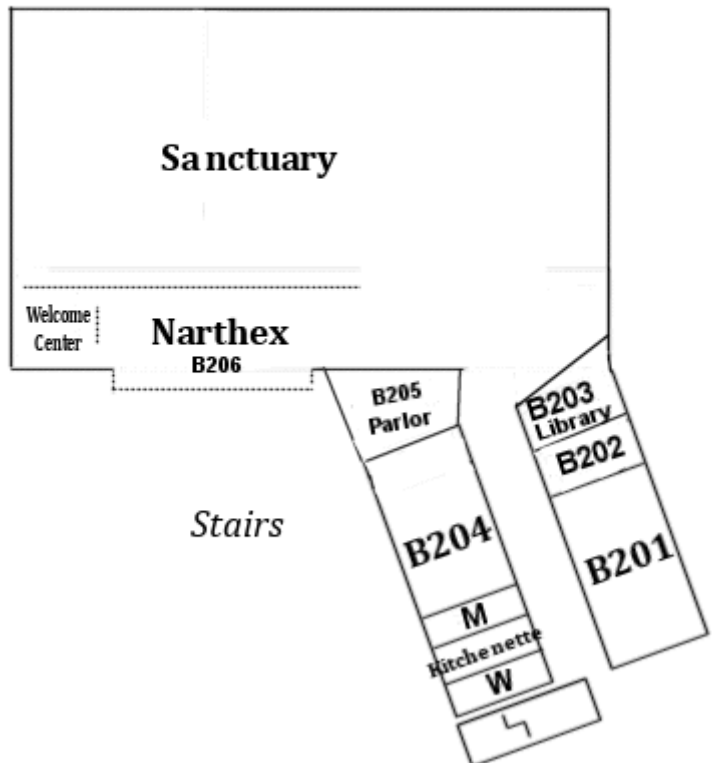 Sanctuary
Welcome
Center
Narthex
B206
B205
Parlor
B203
Library
B202
Stairs
B204
B201
M
Kitchenette
W